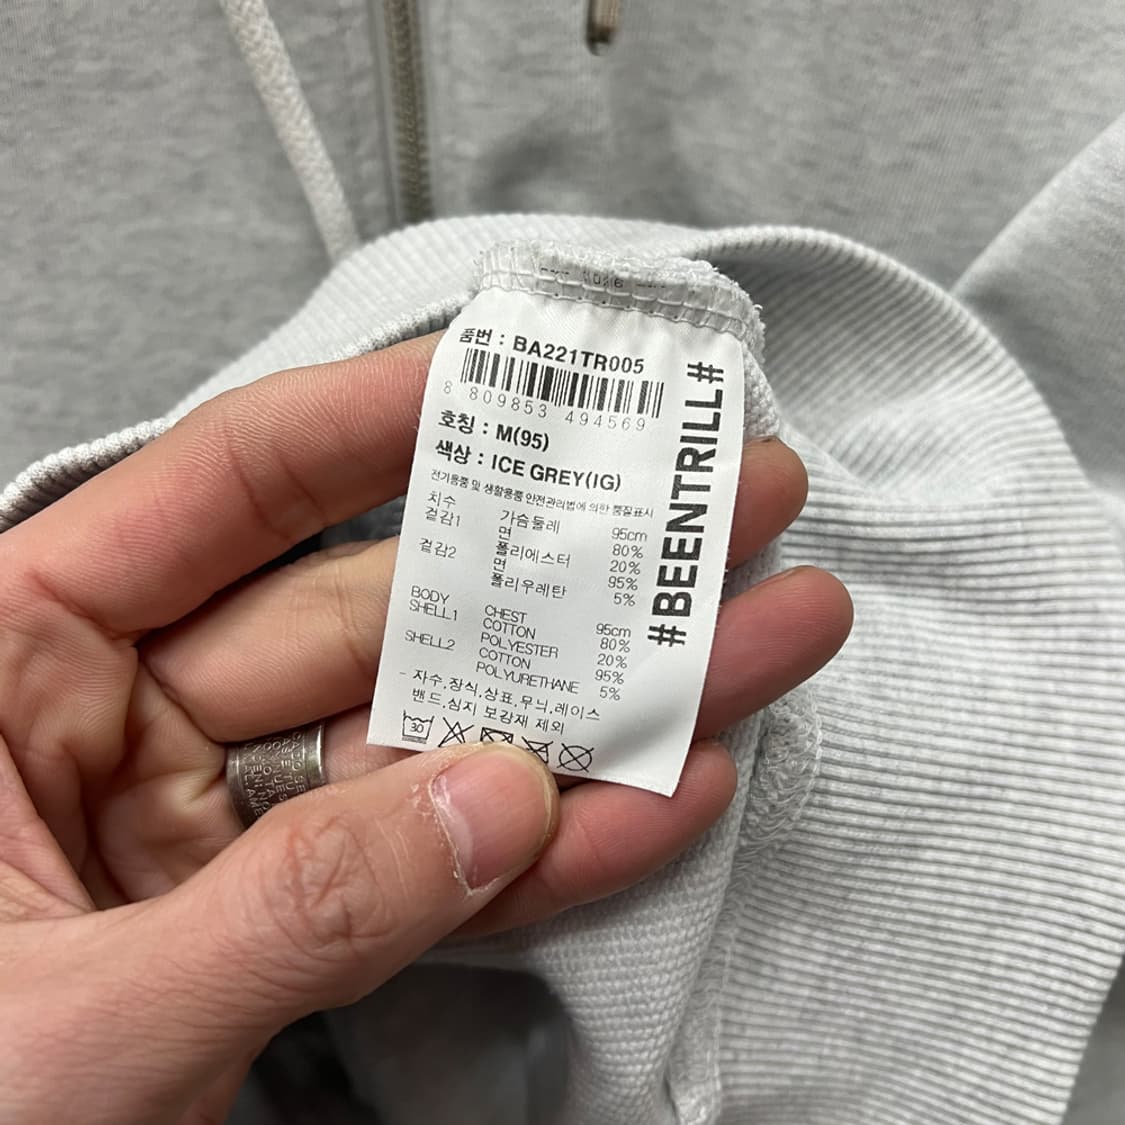 품번 : BA221TR005
8 809853 494569
호칭 : M(95)
색상 : ICE GREY(IG)
전기용품 및 생활용품 안전관리법에 의한 품질표시
치수 가슴둘레 95cm
겉감1 면 80%
폴리에스터 20%
겉감2 면 95%
폴리우레탄 5%
BODY CHEST 95cm
SHELL1 COTTON 80%
POLYESTER 20%
SHELL2 COTTON 95%
POLYURETHANE 5%
- 자수,장식,상표,무늬,레이스
밴드,심지 보강재 제외
30
#BEENTRILL#